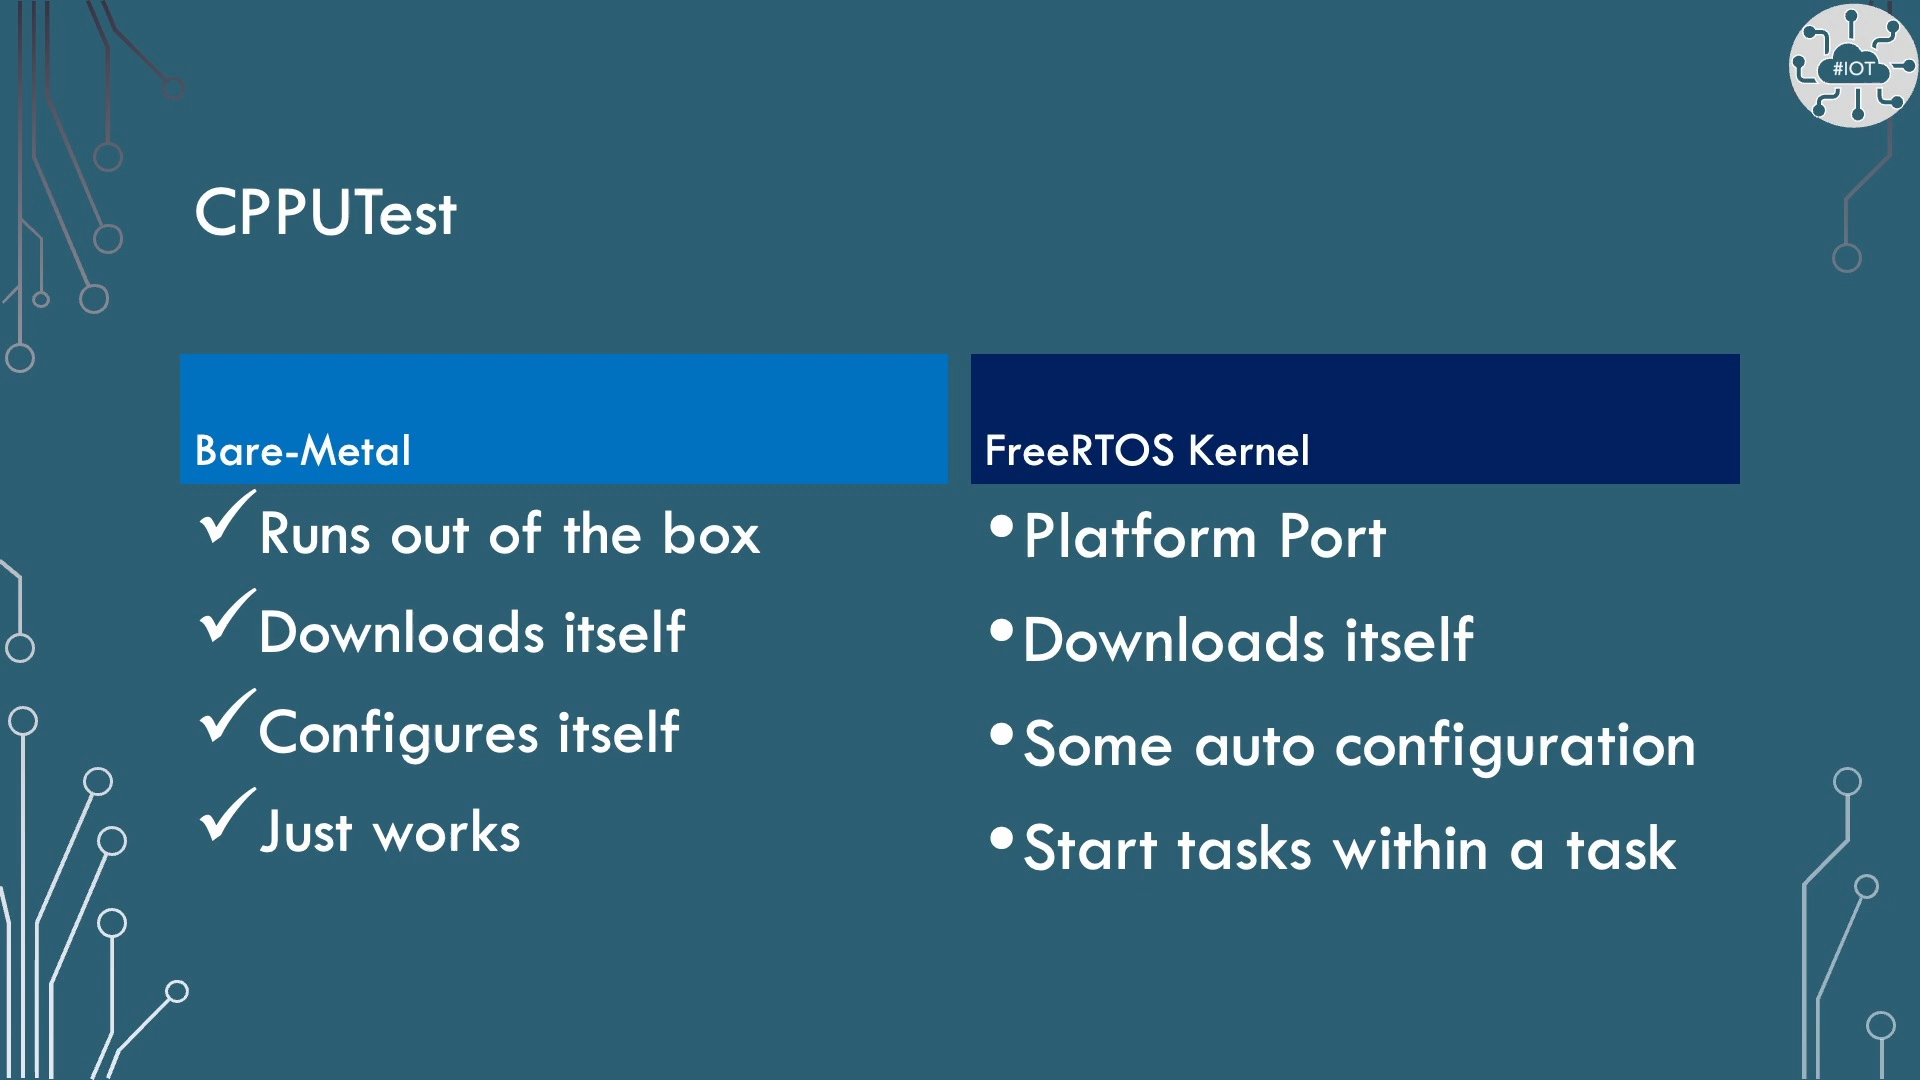 #IOT
CPPUTest
Bare-Metal
✓Runs out of the box
✓Downloads itself
✓Configures itself
✓Just works
FreeRTOS Kernel
•Platform Port
•Downloads itself
•Some auto configuration
•Start tasks within a task